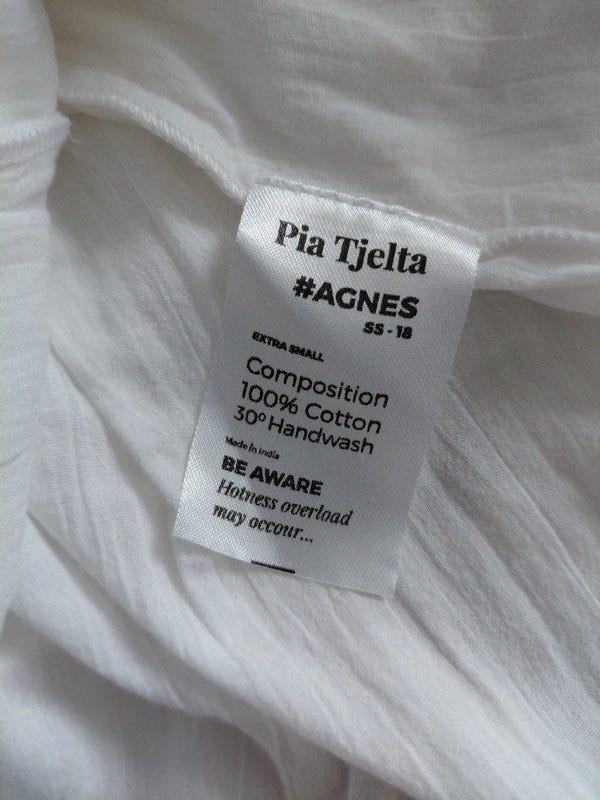 Pia Tjelta
#AGNES
SS - 18
EXTRA SMALL
Composition
100% Cotton
30° Handwash
Made in India
BE AWARE
Hotness overload
may occour...